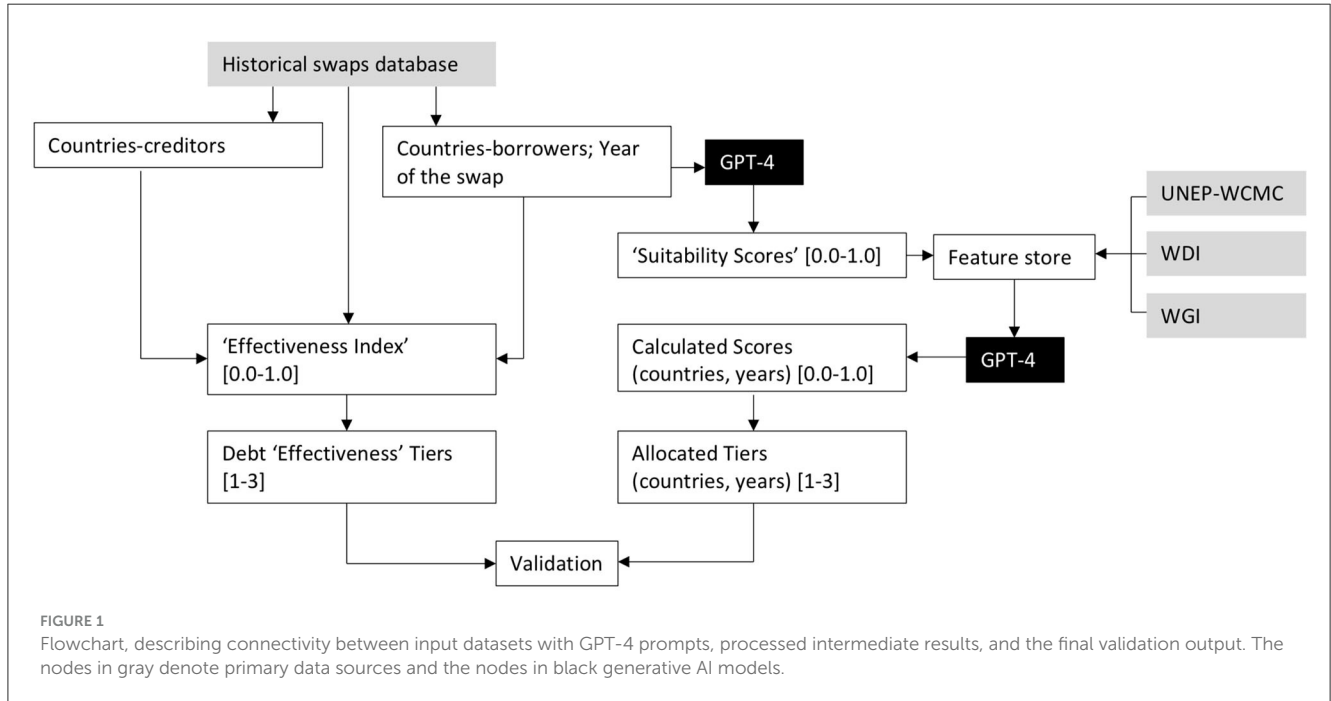 Historical swaps database
Countries-creditors
Countries-borrowers; Year
of the swap
GPT-4
UNEP-WCMC
‘Suitability Scores’ [0.0-1.0]
Feature store
WDI
WGI
‘Effectiveness Index’
[0.0-1.0]
Calculated Scores
(countries, years) [0.0-1.0]
GPT-4
Debt ‘Effectiveness’ Tiers
[1-3]
Allocated Tiers
(countries, years) [1-3]
Validation
FIGURE 1
Flowchart, describing connectivity between input datasets with GPT-4 prompts, processed intermediate results, and the final validation output. The
nodes in gray denote primary data sources and the nodes in black generative AI models.